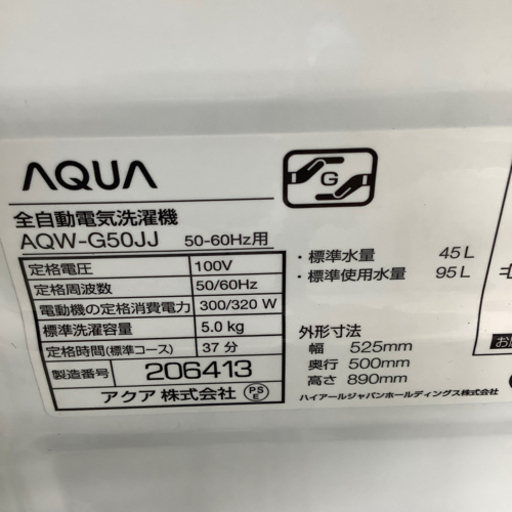 AQUA
G
全自動電気洗濯機
AQW-G50JJ 50-60Hz用
定格電圧 100V
定格周波数 50/60Hz
電動機の定格消費電力 300/320 W
標準洗濯容量 5.0 kg
定格時間(標準コース) 37 分
製造番号 206413
アクア 株式会社 PSE
・標準水量 45 L
・標準使用水量 95 L
外形寸法
幅 525mm
奥行 500mm
高さ 890mm
ハイアールジャパンホールディングス株式会社
お